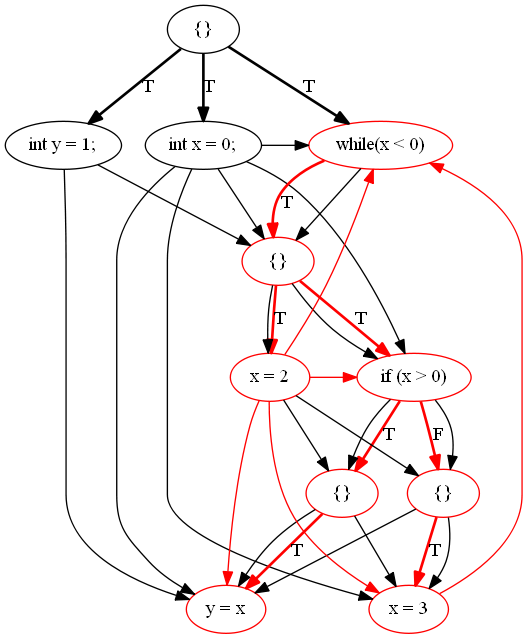 {}
T
T
T
int y = 1;
int x = 0;
while(x < 0)
T
{}
T
T
x = 2
if (x > 0)
T
F
{}
{}
T
T
y = x
x = 3